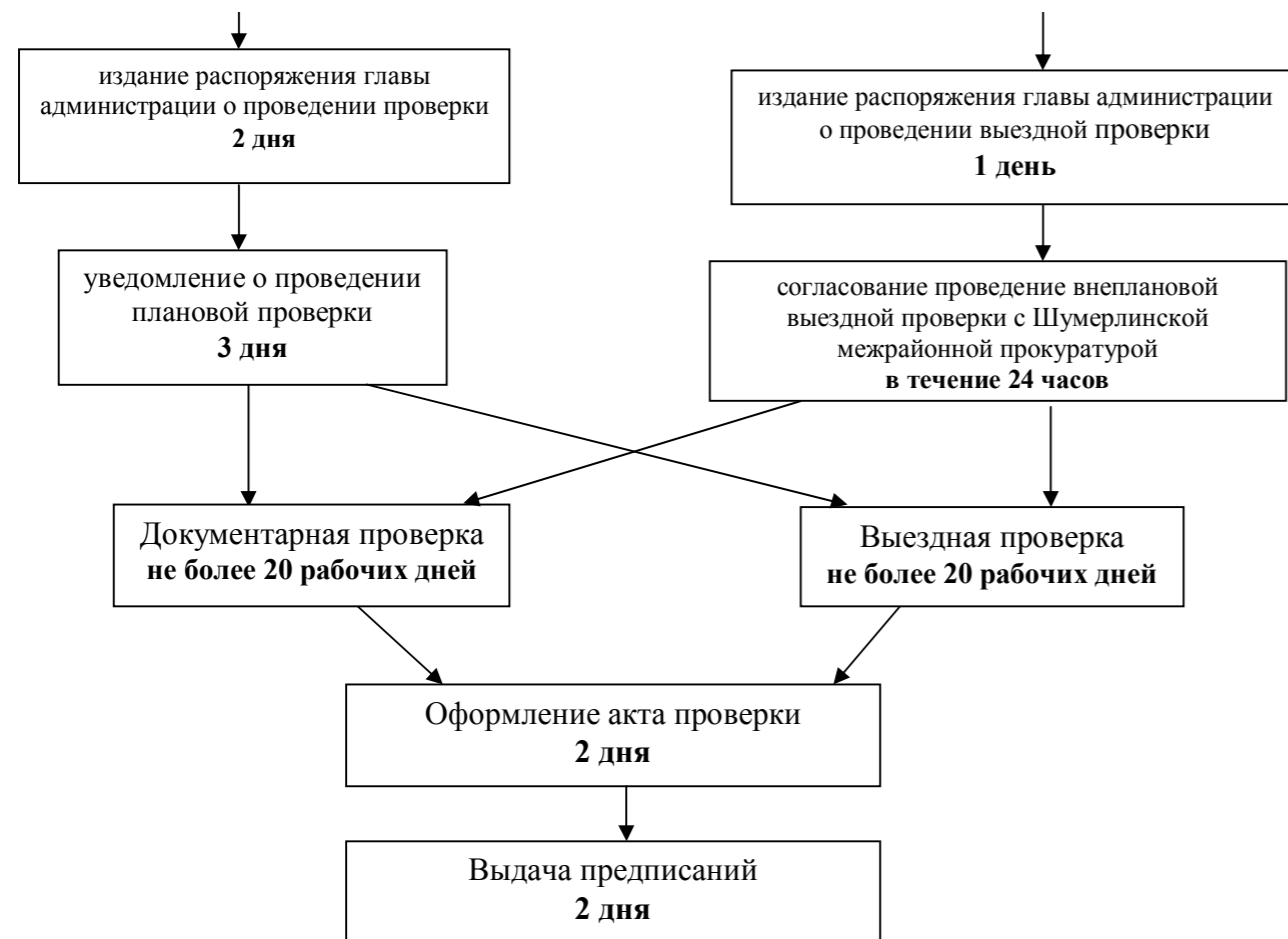 издание распоряжения главы
администрации о проведении проверки
2 дня
издание распоряжения главы администрации
о проведении выездной проверки
1 день
уведомление о проведении
плановой проверки
3 дня
согласование проведение внеплановой
выездной проверки с Шумерлинской
межрайонной прокуратурой
в течение 24 часов
Документарная проверка
не более 20 рабочих дней
Выездная проверка
не более 20 рабочих дней
Оформление акта проверки
2 дня
Выдача предписаний
2 дня